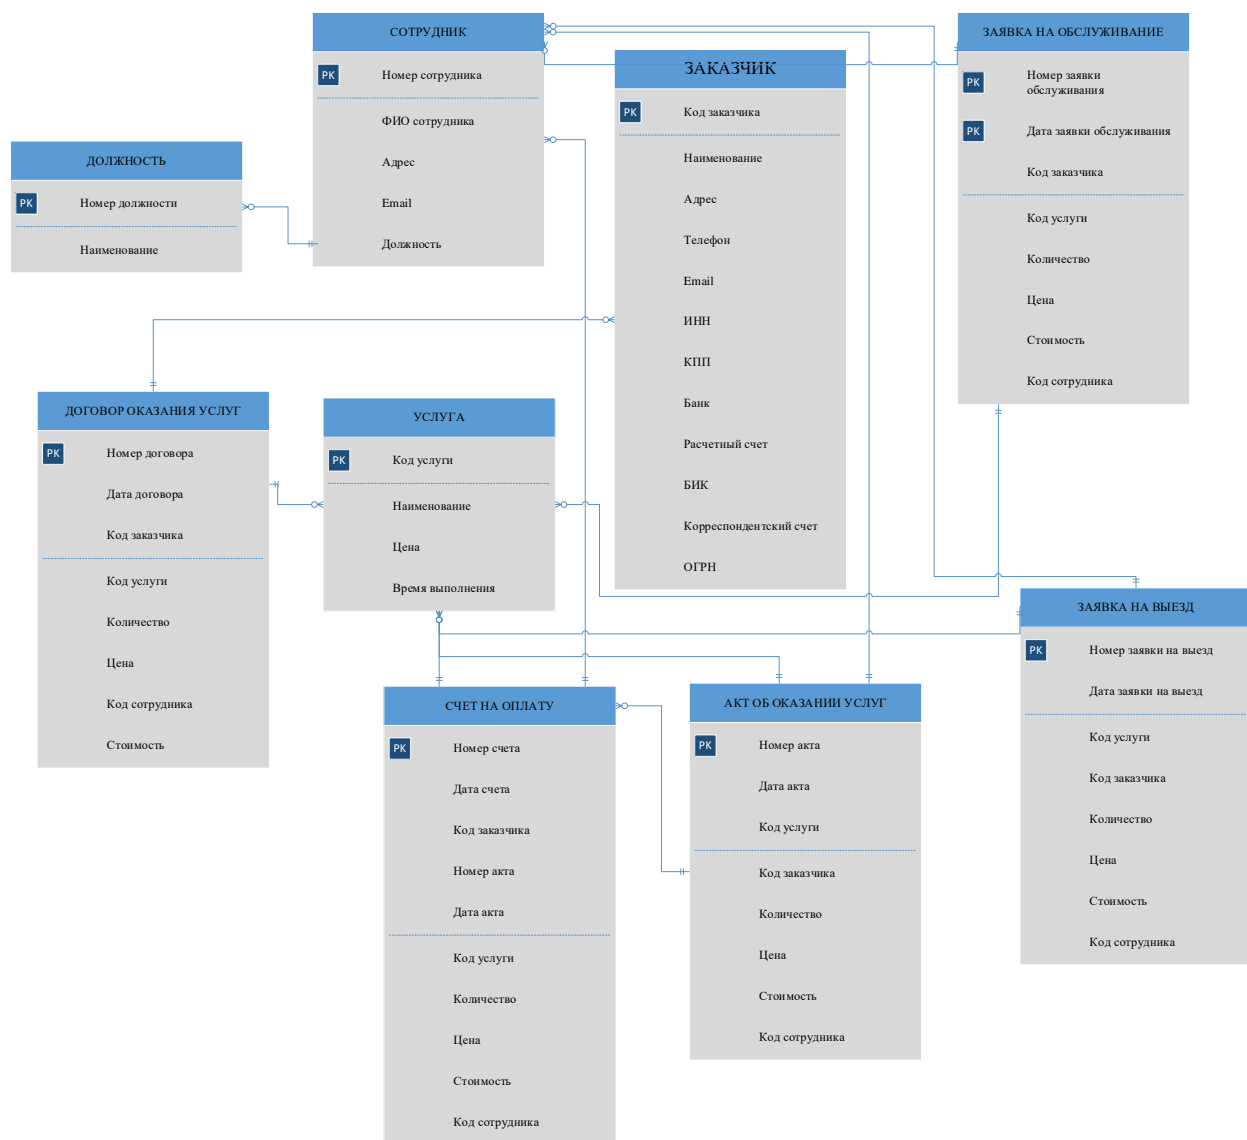 СОТРУДНИК
PK
Номер сотрудника
ФИО сотрудника
Адрес
Email
Должность
ЗАКАЗЧИК
PK
Код заказчика
Наименование
Адрес
Телефон
Email
ИНН
КПП
Банк
Расчетный счет
БИК
Корреспондентский счет
ОГРН
ЗАЯВКА НА ОБСЛУЖИВАНИЕ
PK
Номер заявки
обслуживания
PK
Дата заявки обслуживания
Код заказчика
Код услуги
Количество
Цена
Стоимость
Код сотрудника
ДОЛЖНОСТЬ
PK
Номер должности
Наименование
ДОГОВОР ОКАЗАНИЯ УСЛУГ
PK
Номер договора
Дата договора
Код заказчика
Код услуги
Количество
Цена
Код сотрудника
Стоимость
УСЛУГА
PK
Код услуги
Наименование
Цена
Время выполнения
ЗАЯВКА НА ВЫЕЗД
PK
Номер заявки на выезд
Дата заявки на выезд
Код услуги
Код заказчика
Количество
Цена
Стоимость
Код сотрудника
СЧЕТ НА ОПЛАТУ
PK
Номер счета
Дата счета
Код заказчика
Номер акта
Дата акта
Код услуги
Количество
Цена
Стоимость
Код сотрудника
АКТ ОБ ОКАЗАНИИ УСЛУГ
PK
Номер акта
Дата акта
Код услуги
Код заказчика
Количество
Цена
Стоимость
Код сотрудника